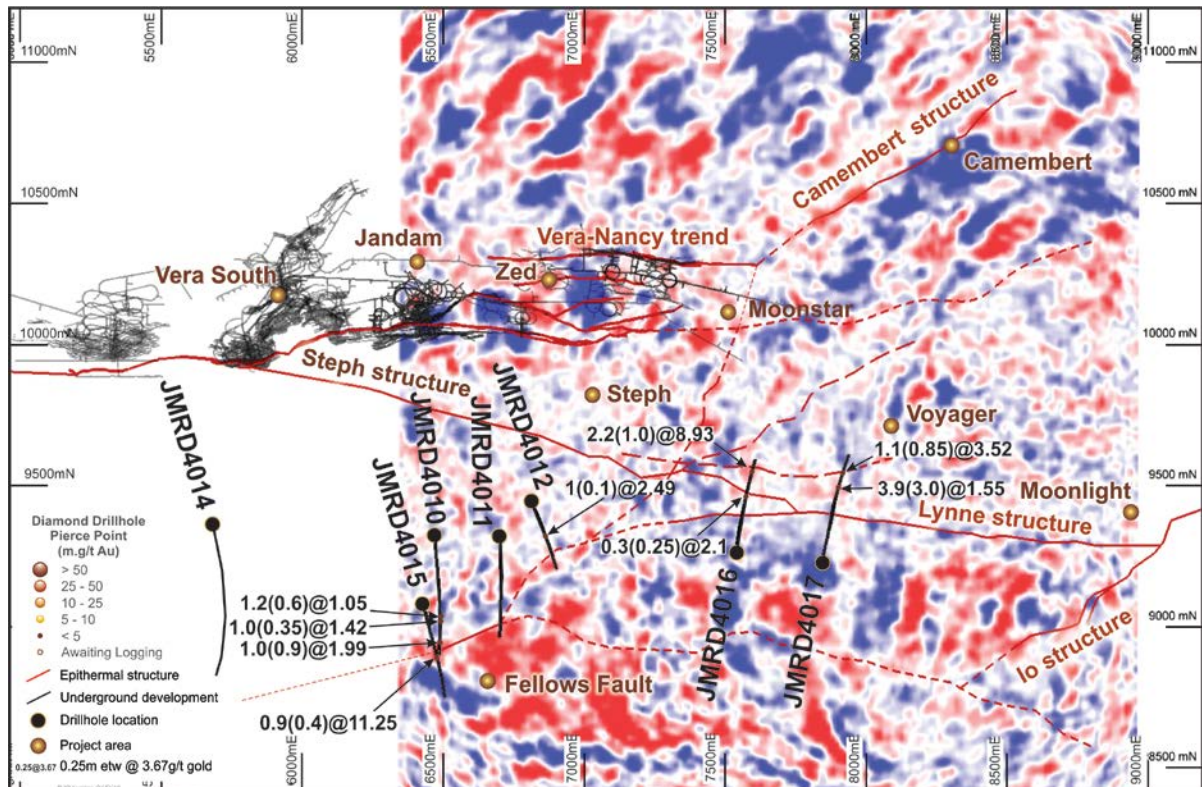 5500mE
6000mE
6500mE
7000mE
7500mE
8000mE
8500mE
9000mE
11000mN
11000 mN
Camembert structure
Camembert
10500mN
10500 mN
Vera-Nancy trend
Jandam
Zed
Vera South
Moonstar
10000mN
10000 mN
Steph structure
Steph
Voyager
JMRD4014
JMRD4015
JMRD4010
JMRD4011
JMRD4012
2.2(1.0)@8.93
1.1(0.85)@3.52
9500mN
9500 mN
1(0.1)@2.49
3.9(3.0)@1.55
Moonlight
Lynne structure
0.3(0.25)@2.1
JMRD4016
JMRD4017
Diamond Drillhole
Pierce Point
(m.g/t Au)
> 50
25 - 50
10 - 25
5 - 10
< 5
Awaiting Logging
Epithermal structure
Underground development
Drillhole location
Project area
0.25@3.67 0.25m etw @ 3.67g/t gold
1.2(0.6)@1.05
1.0(0.35)@1.42
1.0(0.9)@1.99
0.9(0.4)@11.25
9000 mN
Io structure
Fellows Fault
8500 mN
6000mE
6500mE
7000mE
7500mE
8000mE
8500mE
9000mE